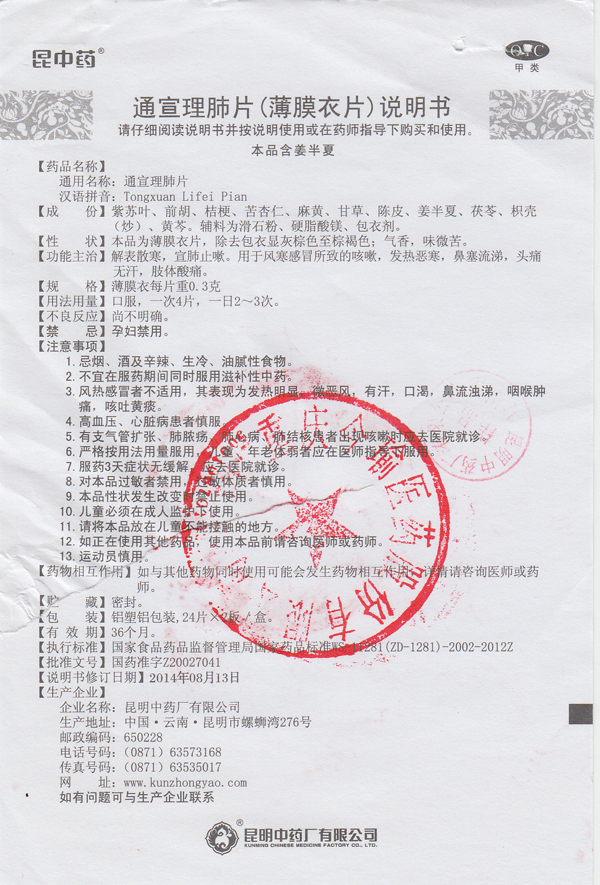 昆中药®
OTC
甲类
通宣理肺片(薄膜衣片)说明书
请仔细阅读说明书并按说明使用或在药师指导下购买和使用。
本品含姜半夏
【药品名称】
通用名称：通宣理肺片
汉语拼音：Tongxuan Lifei Pian
【成　　份】紫苏叶、前胡、桔梗、苦杏仁、麻黄、甘草、陈皮、姜半夏、茯苓、枳壳
（炒）、黄芩。辅料为滑石粉、硬脂酸镁、包衣剂。
【性　　状】本品为薄膜衣片，除去包衣显灰棕色至棕褐色；气香，味微苦。
【功能主治】解表散寒，宣肺止嗽。用于风寒感冒所致的咳嗽，发热恶寒，鼻塞流涕，头痛
无汗，肢体酸痛。
【规　　格】薄膜衣每片重0.3克
【用法用量】口服，一次4片，一日2～3次。
【不良反应】尚不明确。
【禁　　忌】孕妇禁用。
【注意事项】
1. 忌烟、酒及辛辣、生冷、油腻性食物。
2. 不宜在服药期间同时服用滋补性中药。
3. 风热感冒者不适用，其表现为发热明显，微恶风，有汗，口渴，鼻流浊涕，咽喉肿
痛，咳吐黄痰。
4. 高血压、心脏病患者慎服。
5. 有支气管扩张、肺脓疡、肺心病、肺结核患者出现咳嗽时应去医院就诊。
6. 严格按用法用量服用，儿童、年老体弱者应在医师指导下服用。
7. 服药3天症状无缓解，应去医院就诊。
8. 对本品过敏者禁用，过敏体质者慎用。
9. 本品性状发生改变时禁止使用。
10. 儿童必须在成人监护下使用。
11. 请将本品放在儿童不能接触的地方。
12. 如正在使用其他药品，使用本品前请咨询医师或药师。
13. 运动员慎用。
【药物相互作用】如与其他药物同时使用可能会发生药物相互作用，详情请咨询医师或药
师。
【贮　　藏】密封。
【包　　装】铝塑铝包装,24片×2板／盒。
【有 效 期】36个月。
【执行标准】国家食品药品监督管理局国家药品标准WS-11281(ZD-1281)-2002-2012Z
【批准文号】国药准字Z20027041
【说明书修订日期】2014年08月13日
【生产企业】
企业名称：昆明中药厂有限公司
生产地址：中国·云南·昆明市螺蛳湾276号
邮政编码：650228
电话号码：(0871) 63573168
传真号码：(0871) 63535017
网　　址：www.kunzhongyao.com
如有问题可与生产企业联系
昆明中药厂有限公司
KUNMING CHINESE MEDICINE FACTORY CO., LTD.